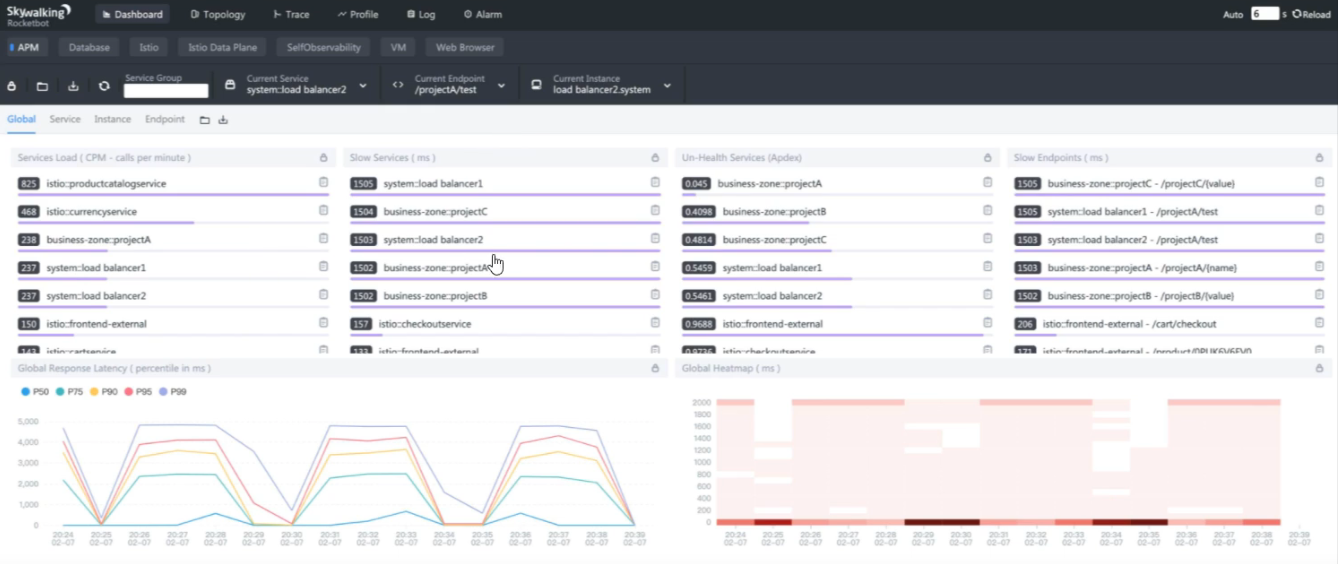 Skywalking
Rocketbot
Dashboard
Topology
Trace
Profile
Log
Alarm
Auto 6 s Reload
APM
Database
Istio
Istio Data Plane
SelfObservability
VM
Web Browser
Service Group
Current Service
system::load balancer2
Current Endpoint
/projectA/test
Current Instance
load balancer2.system
Global
Service
Instance
Endpoint
Services Load ( CPM - calls per minute )
825 istio::productcatalogservice
468 istio::currencyservice
238 business-zone::projectA
237 system::load balancer1
237 system::load balancer2
150 istio::frontend-external
143 istio::cartservice
Slow Services ( ms )
1505 system::load balancer1
1504 business-zone::projectC
1503 system::load balancer2
1502 business-zone::projectA
1502 business-zone::projectB
157 istio::checkoutservice
133 istio::frontend-external
Un-Health Services (Apdex)
0.045 business-zone::projectA
0.4098 business-zone::projectB
0.4814 business-zone::projectC
0.5459 system::load balancer1
0.5461 system::load balancer2
0.9688 istio::frontend-external
0.9736 istio::checkoutservice
Slow Endpoints ( ms )
1505 business-zone::projectC - /projectC/{value}
1505 system::load balancer1 - /projectA/test
1503 system::load balancer2 - /projectA/test
1503 business-zone::projectA - /projectA/{name}
1502 business-zone::projectB - /projectB/{value}
206 istio::frontend-external - /cart/checkout
171 istio::frontend-external -
Global Response Latency ( percentile in ms )
P50 P75 P90 P95 P99
5,000
4,000
3,000
2,000
1,000
0
20:24 20:25 20:26 20:27 20:28 20:29 20:30 20:31 20:32 20:33 20:34 20:35 20:36 20:37 20:38 20:39
02-07 02-07 02-07 02-07 02-07 02-07 02-07 02-07 02-07 02-07 02-07 02-07 02-07 02-07 02-07 02-07
Global Heatmap ( ms )
2000
1800
1600
1400
1200
1000
800
600
400
200
0
20:24 20:25 20:26 20:27 20:28 20:29 20:30 20:31 20:32 20:33 20:34 20:35 20:36 20:37 20:38 20:39
02-07 02-07 02-07 02-07 02-07 02-07 02-07 02-07 02-07 02-07 02-07 02-07 02-07 02-07 02-07 02-07